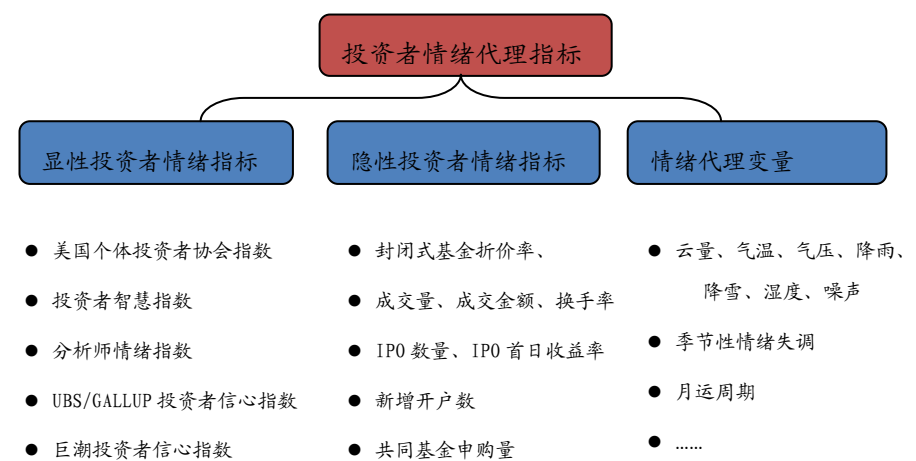 投资者情绪代理指标
显性投资者情绪指标
隐性投资者情绪指标
情绪代理变量
● 美国个体投资者协会指数
● 投资者智慧指数
● 分析师情绪指数
● UBS/GALLUP 投资者信心指数
● 巨潮投资者信心指数
● 封闭式基金折价率、
● 成交量、成交金额、换手率
● IPO 数量、IPO 首日收益率
● 新增开户数
● 共同基金申购量
● 云量、气温、气压、降雨、
降雪、湿度、噪声
● 季节性情绪失调
● 月运周期
● ……